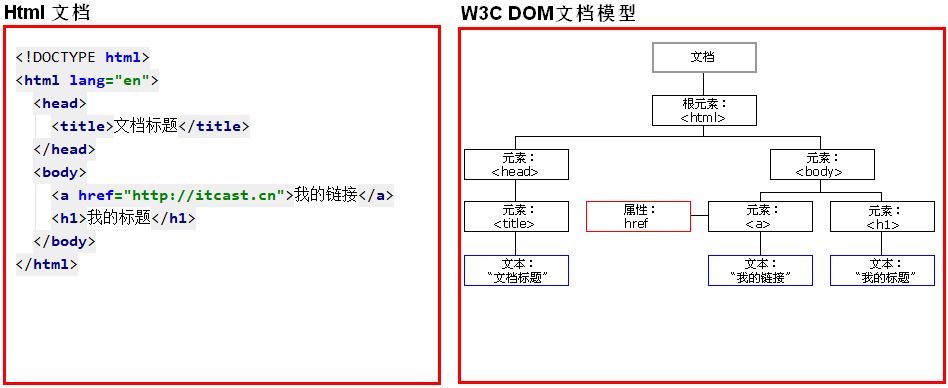 Html 文档
<!DOCTYPE html>
<html lang="en">
<head>
<title>文档标题</title>
</head>
<body>
<a href="http://itcast.cn">我的链接</a>
<h1>我的标题</h1>
</body>
</html>
W3C DOM文档模型
文档
根元素：
<html>
元素：
<head>
元素：
<body>
元素：
<title>
属性：
href
元素：
<a>
元素：
<h1>
文本：
“文档标题”
文本：
“我的链接”
文本：
“我的标题”